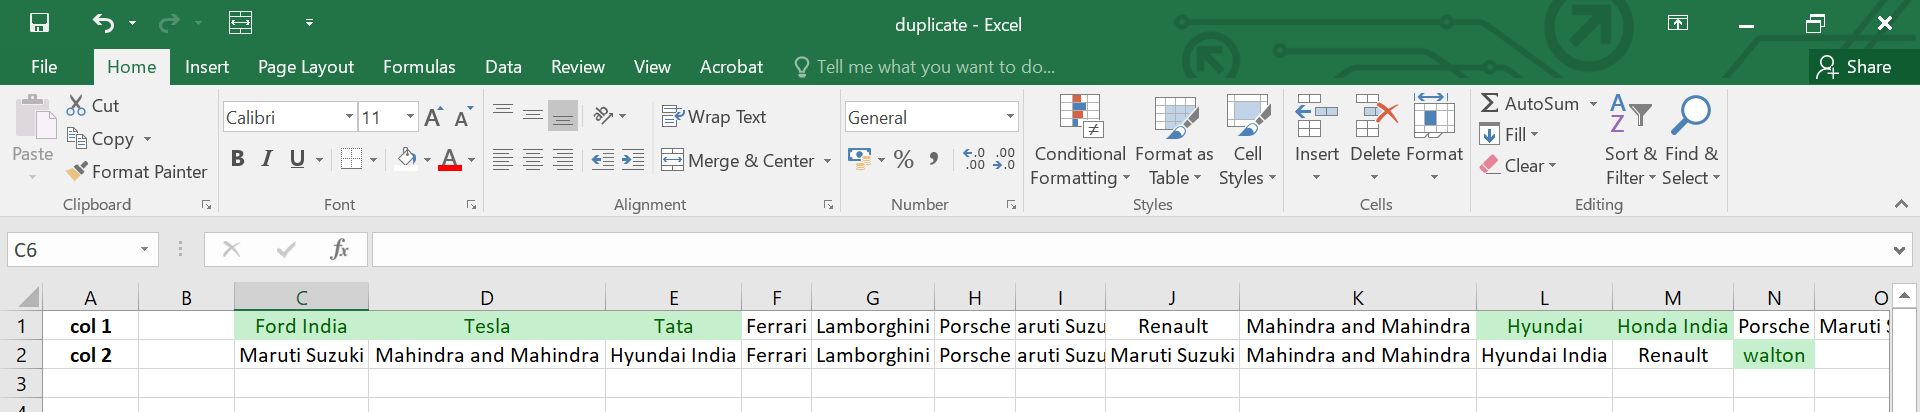 duplicate - Excel
File Home Insert Page Layout Formulas Data Review View Acrobat Tell me what you want to do... Share
Paste
Cut
Copy
Format Painter
Clipboard
Calibri 11
B I U A
Font
Wrap Text
Merge & Center
Alignment
General
% , .0 .00 .00 .0
Number
Conditional Formatting
Format as Table
Cell Styles
Styles
Insert Delete Format
Cells
AutoSum
Fill
Clear
Sort & Filter
Find & Select
Editing
C6 fx
A B C D E F G H I J K L M N O
1 col 1 Ford India Tesla Tata Ferrari Lamborghini Porsche aruti Suzu Renault Mahindra and Mahindra Hyundai Honda India Porsche Maruti S
2 col 2 Maruti Suzuki Mahindra and Mahindra Hyundai India Ferrari Lamborghini Porsche aruti Suzu Maruti Suzuki Mahindra and Mahindra Hyundai India Renault walton
3